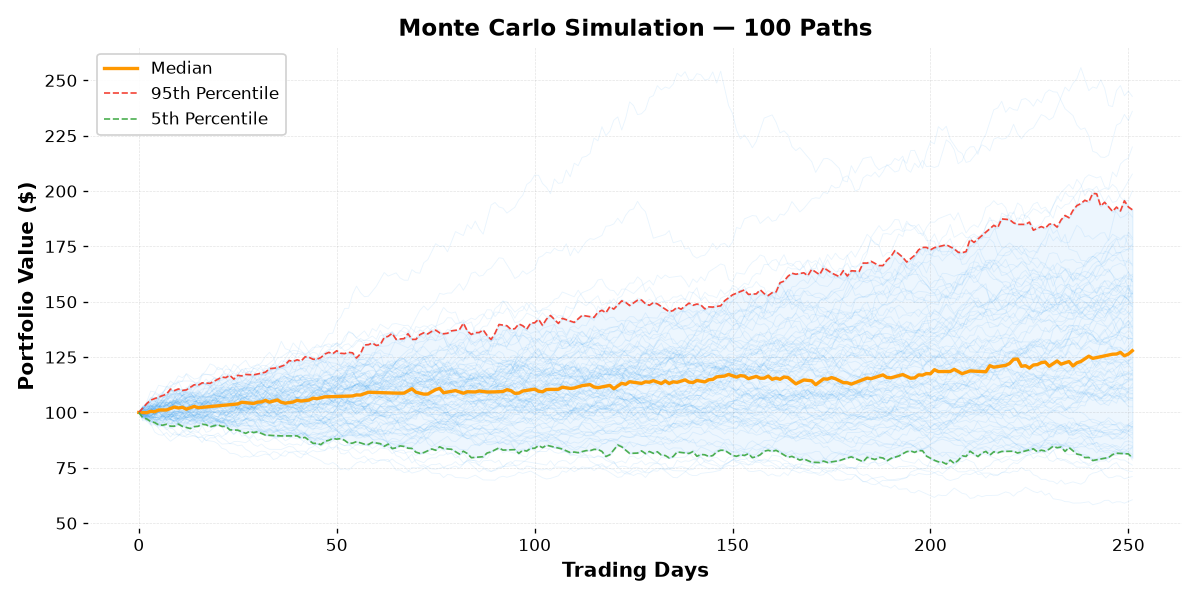 Monte Carlo Simulation — 100 Paths
Median
95th Percentile
5th Percentile
Portfolio Value ($)
250
225
200
175
150
125
100
75
50
0
50
100
150
200
250
Trading Days